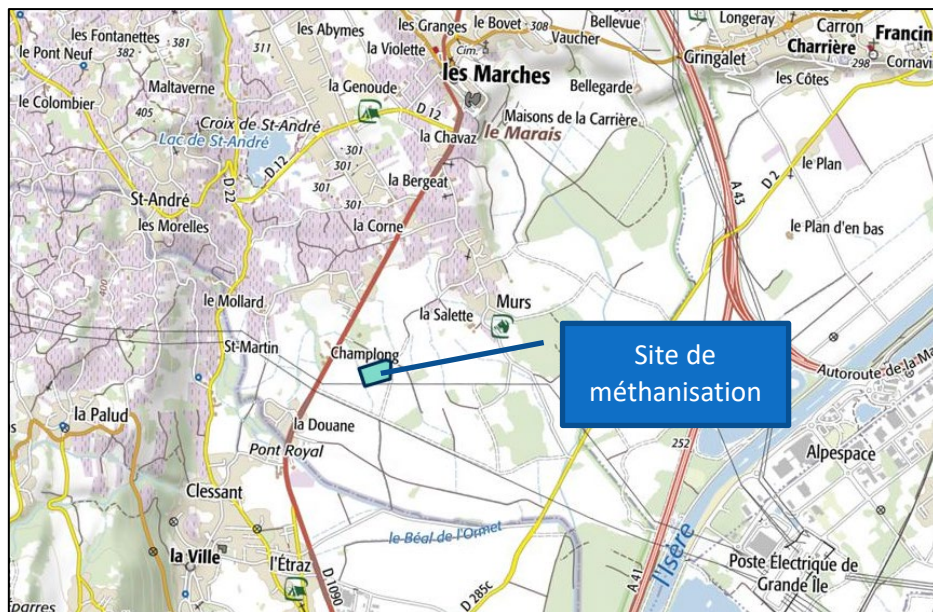 les Fontanettes
381
le Pont Neuf
382
311
les Abymes
les Granges
le Bovet
308
la Violette
Cim.
Vaucher
Bellevue
Longeray
Carron
Francin
Charrière
298
Gringalet
Cornavi
les Côtes
Maltaverne
la Genoude
les Marches
Bellegarde
le Colombier
405
Croix de St-André
D 12
Maisons de la Carrière
Lac de St-André
301
la Chavaz
le Marais
D 12
301
301
la Bergeat
A 43
D 2
le Plan
St-André
D 22
301
les Morelles
la Corne
le Plan d'en bas
400
le Mollard
Murs
la Salette
St-Martin
Champlong
Site de
méthanisation
Autoroute de la Ma
la Palud
la Douane
252
Alpespace
Pont Royal
Clessant
le Béal de l'Ormet
la Ville
l'Étraz
D 1090
D 285c
A 41
l'Isère
Poste Électrique de
Grande Île
parres